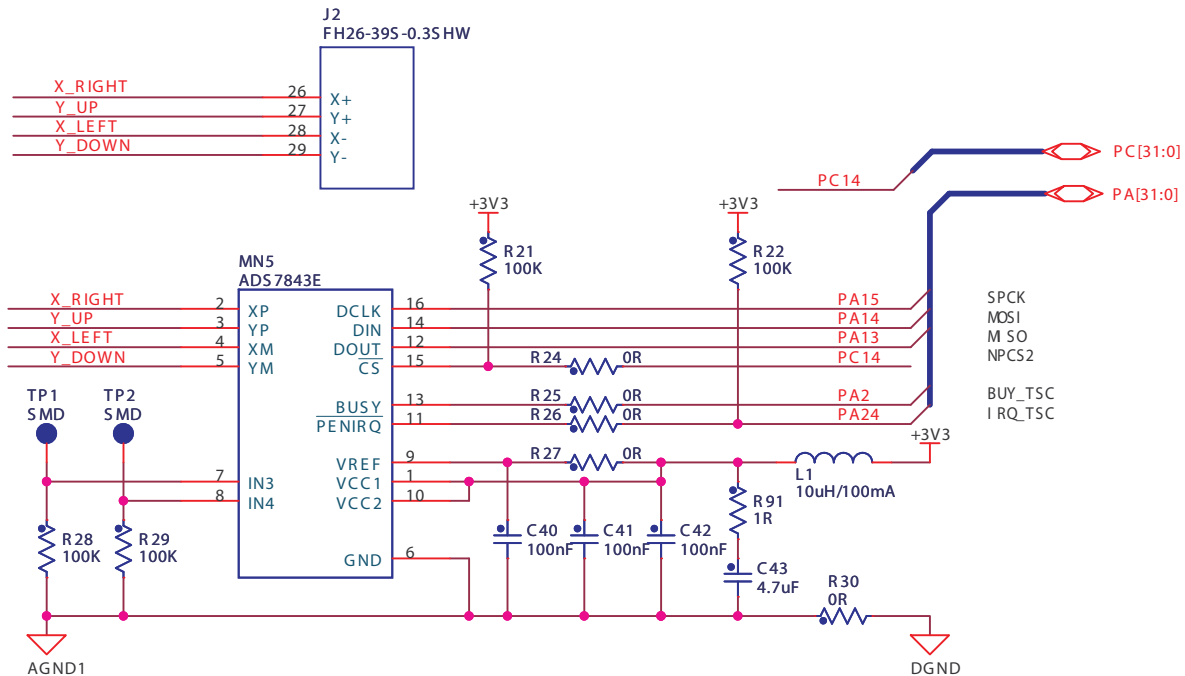 J2
FH26-39S-0.3SHW
X_RIGHT
26
X+
Y_UP
27
Y+
X_LEFT
28
X-
Y_DOWN
29
Y-
PC[31:0]
PC14
PA[31:0]
+3V3
+3V3
R21
100K
R22
100K
MN5
ADS7843E
X_RIGHT
2
XP
DCLK
16
PA15
SPCK
Y_UP
3
YP
DIN
14
PA14
MOSI
X_LEFT
4
XM
DOUT
12
PA13
MISO
Y_DOWN
5
YM
CS
15
R24
0R
PC14
NPCS2
TP1
SMD
TP2
SMD
BUSY
13
R25
0R
PA2
BUY_TSC
PENIRQ
11
R26
0R
PA24
IRQ_TSC
+3V3
VREF
9
R27
0R
7
IN3
VCC1
1
L1
10uH/100mA
8
IN4
VCC2
10
R91
1R
R28
100K
R29
100K
C40
100nF
C41
100nF
C42
100nF
GND
6
C43
4.7uF
R30
0R
AGND1
DGND